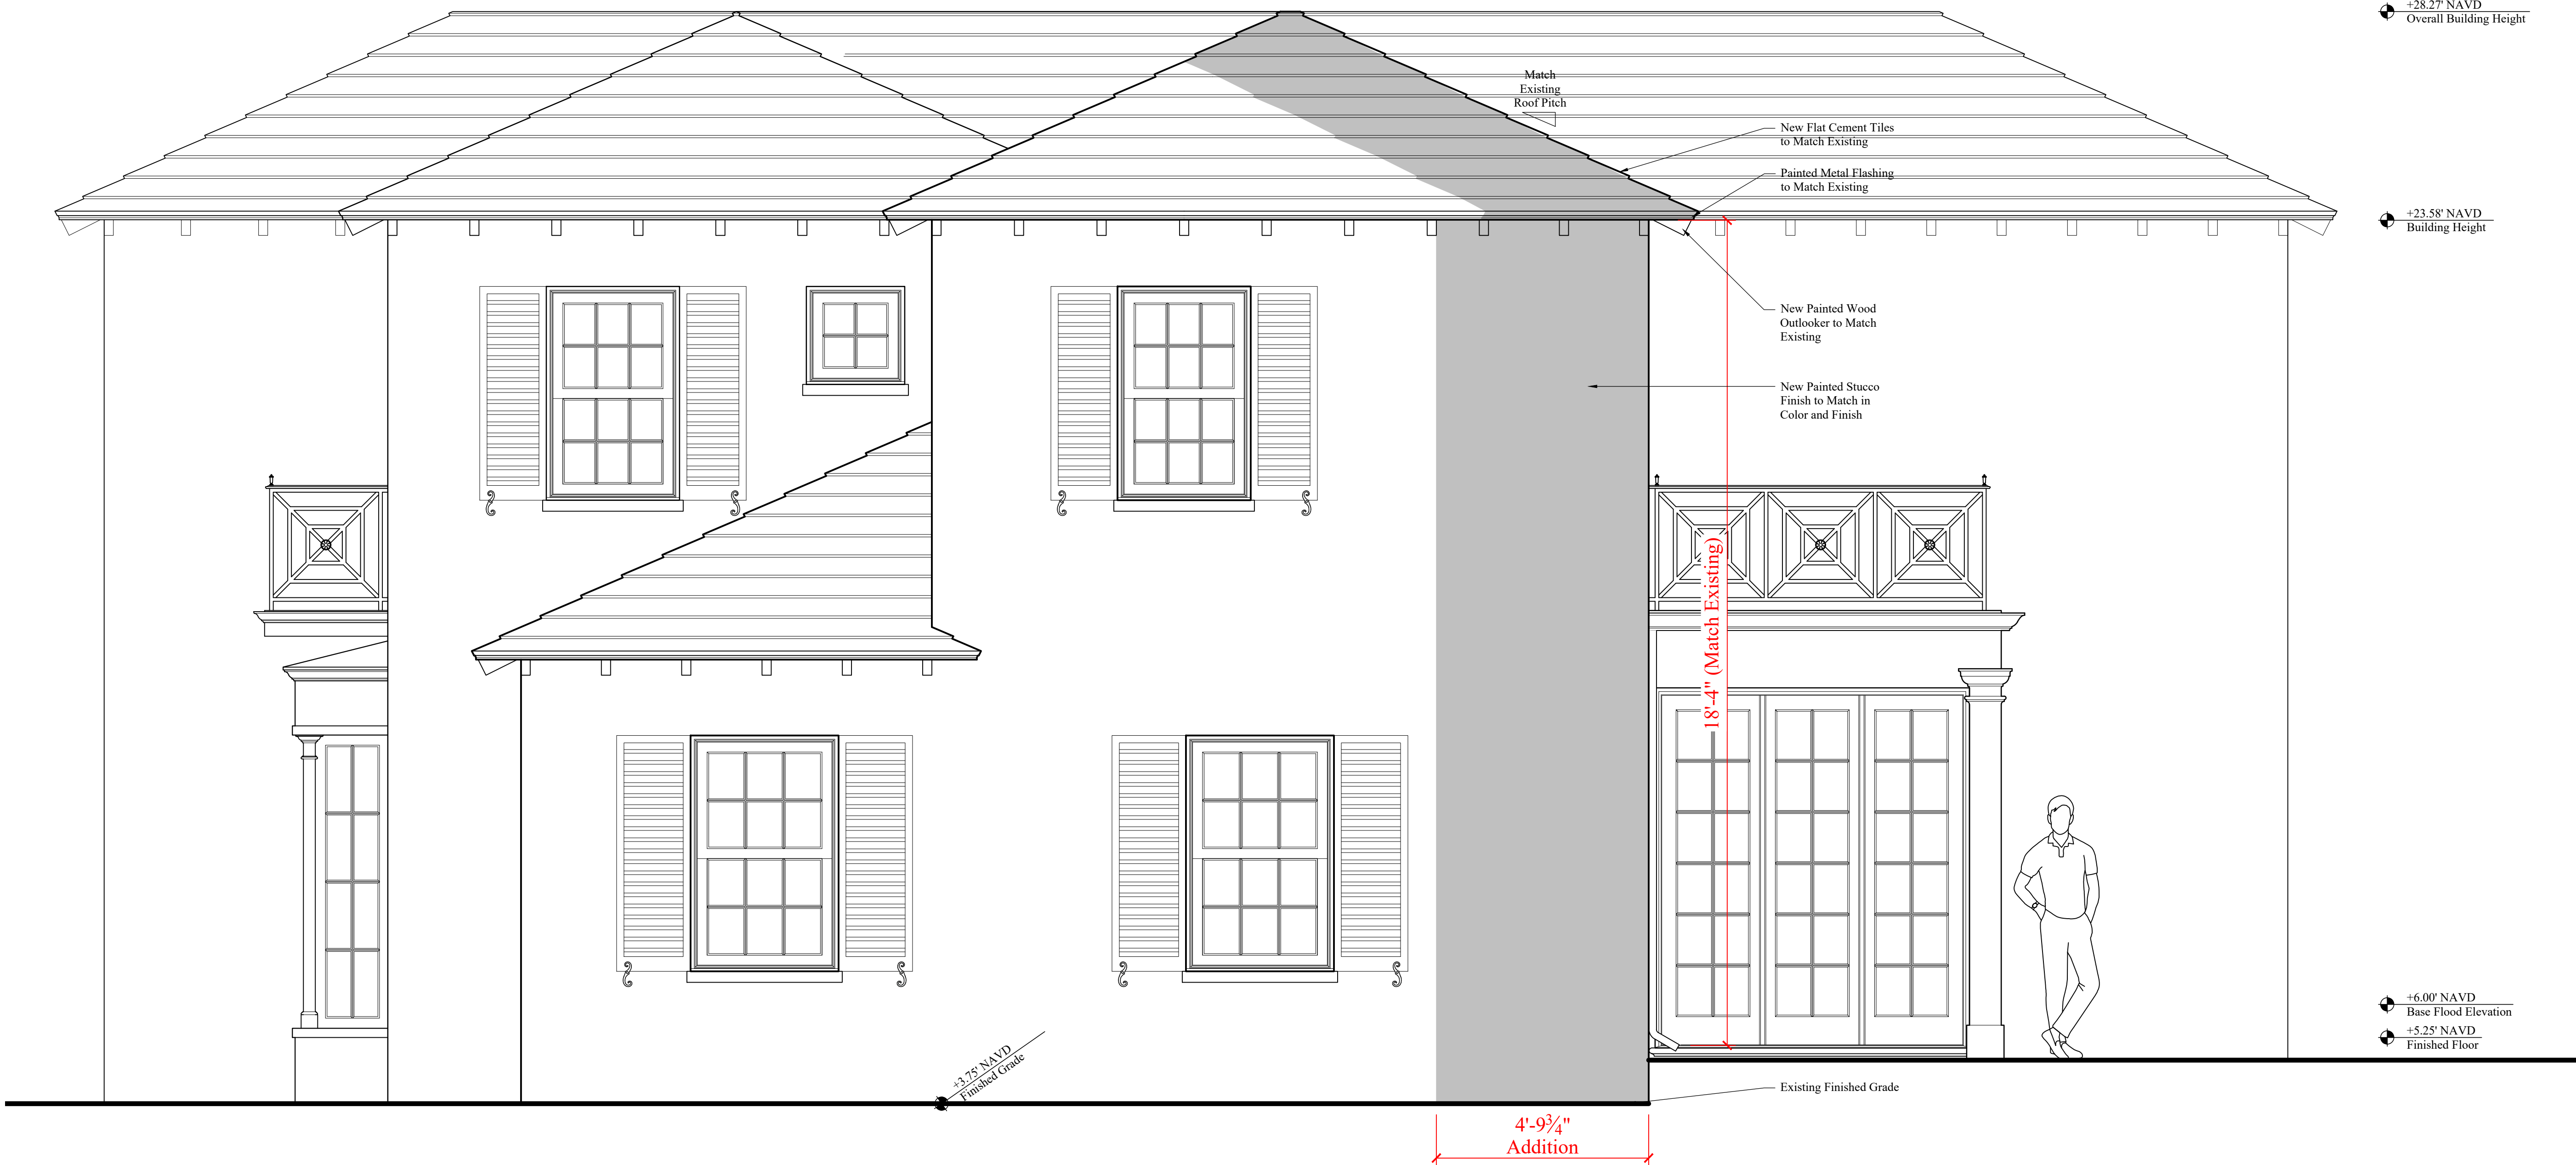 +28.27' NAVD
Overall Building Height
Match
Existing
Roof Pitch
New Flat Cement Tiles
to Match Existing
Painted Metal Flashing
to Match Existing
+23.58' NAVD
Building Height
New Painted Wood
Outlooker to Match
Existing
New Painted Stucco
Finish to Match in
Color and Finish
18'-4" (Match Existing)
+6.00' NAVD
Base Flood Elevation
+5.25' NAVD
Finished Floor
+3.75' NAVD
Finished Grade
Existing Finished Grade
4'-9¾"
Addition